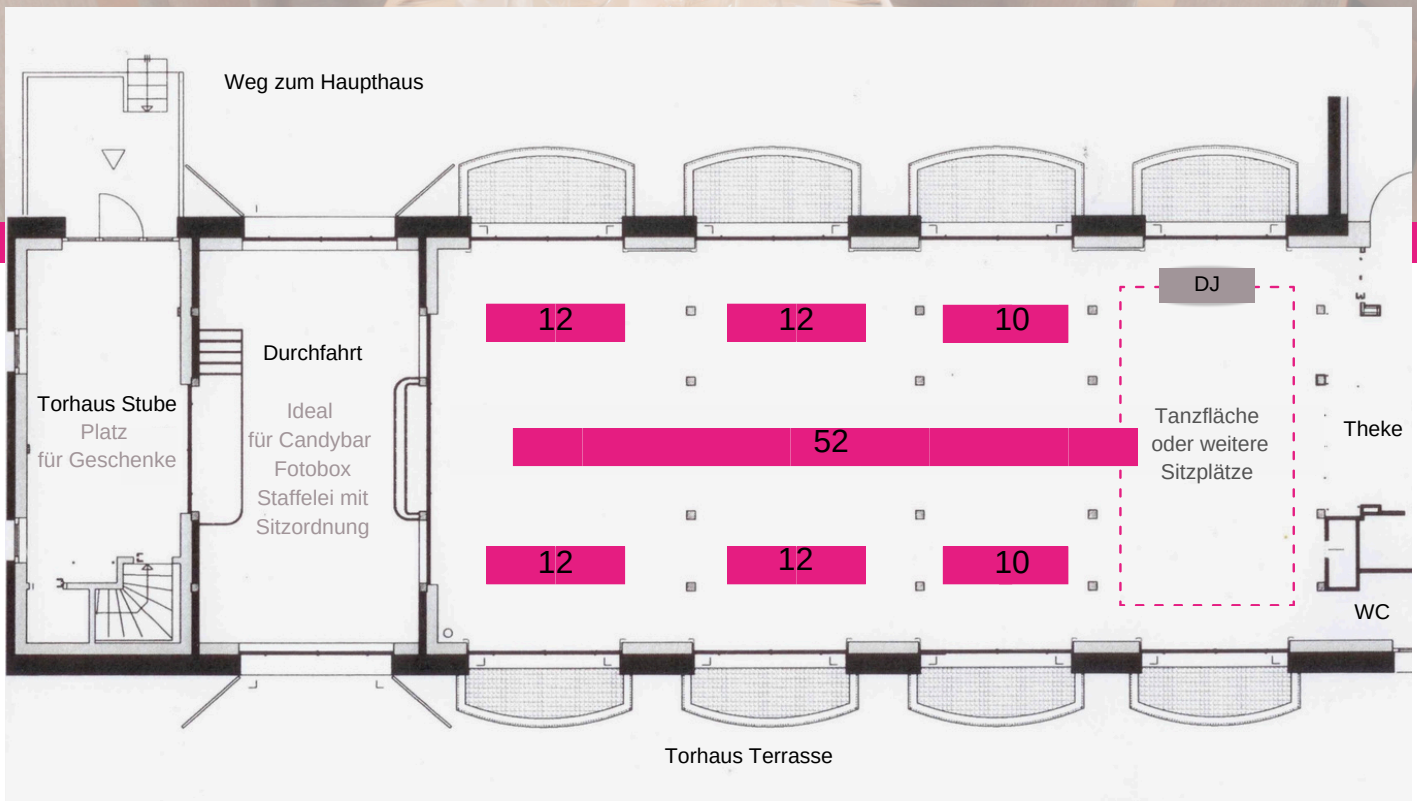 Weg zum Haupthaus
DJ
12
12
10
Durchfahrt
Ideal
für Candybar
Fotobox
Staffelei mit
Sitzordnung
Torhaus Stube
Platz
für Geschenke
52
Tanzfläche
oder weitere
Sitzplätze
Theke
12
12
10
WC
Torhaus Terrasse